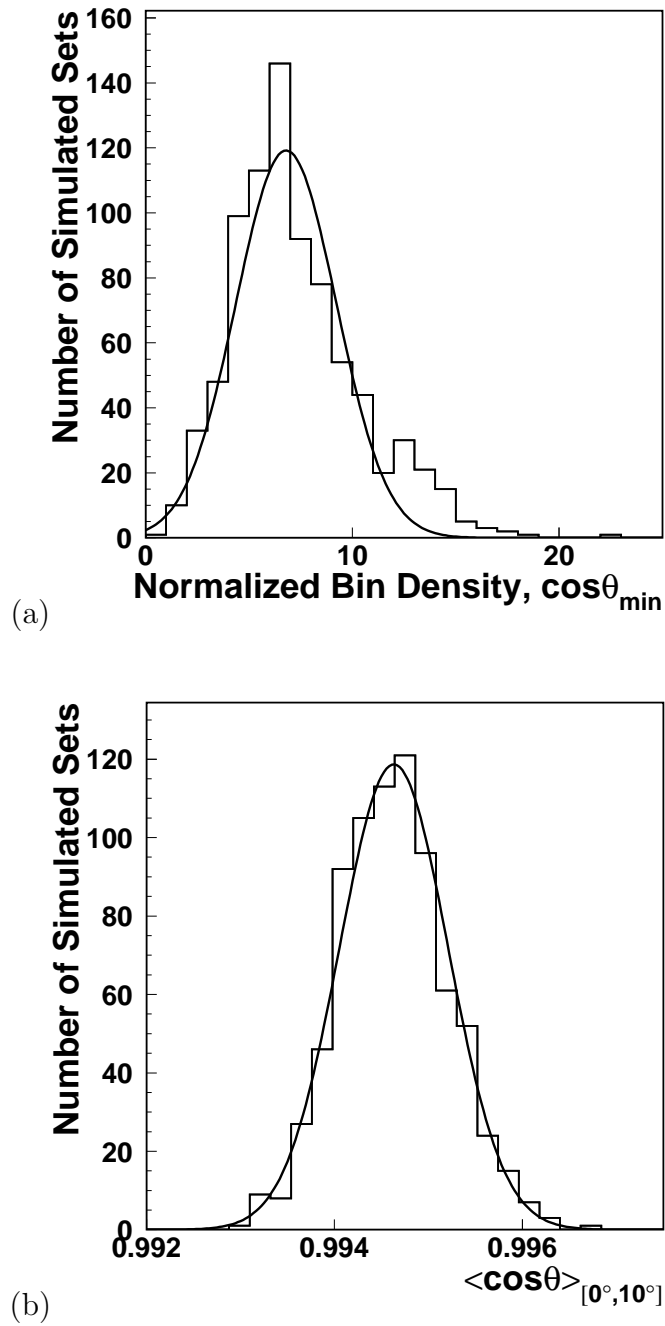 160
140
120
100
80
60
40
20
0
Number of Simulated Sets
0 10 20
Normalized Bin Density, cosθmin
(a)
120
100
80
60
40
20
0
Number of Simulated Sets
0.992 0.994 0.996
<cosθ>[0°,10°]
(b)